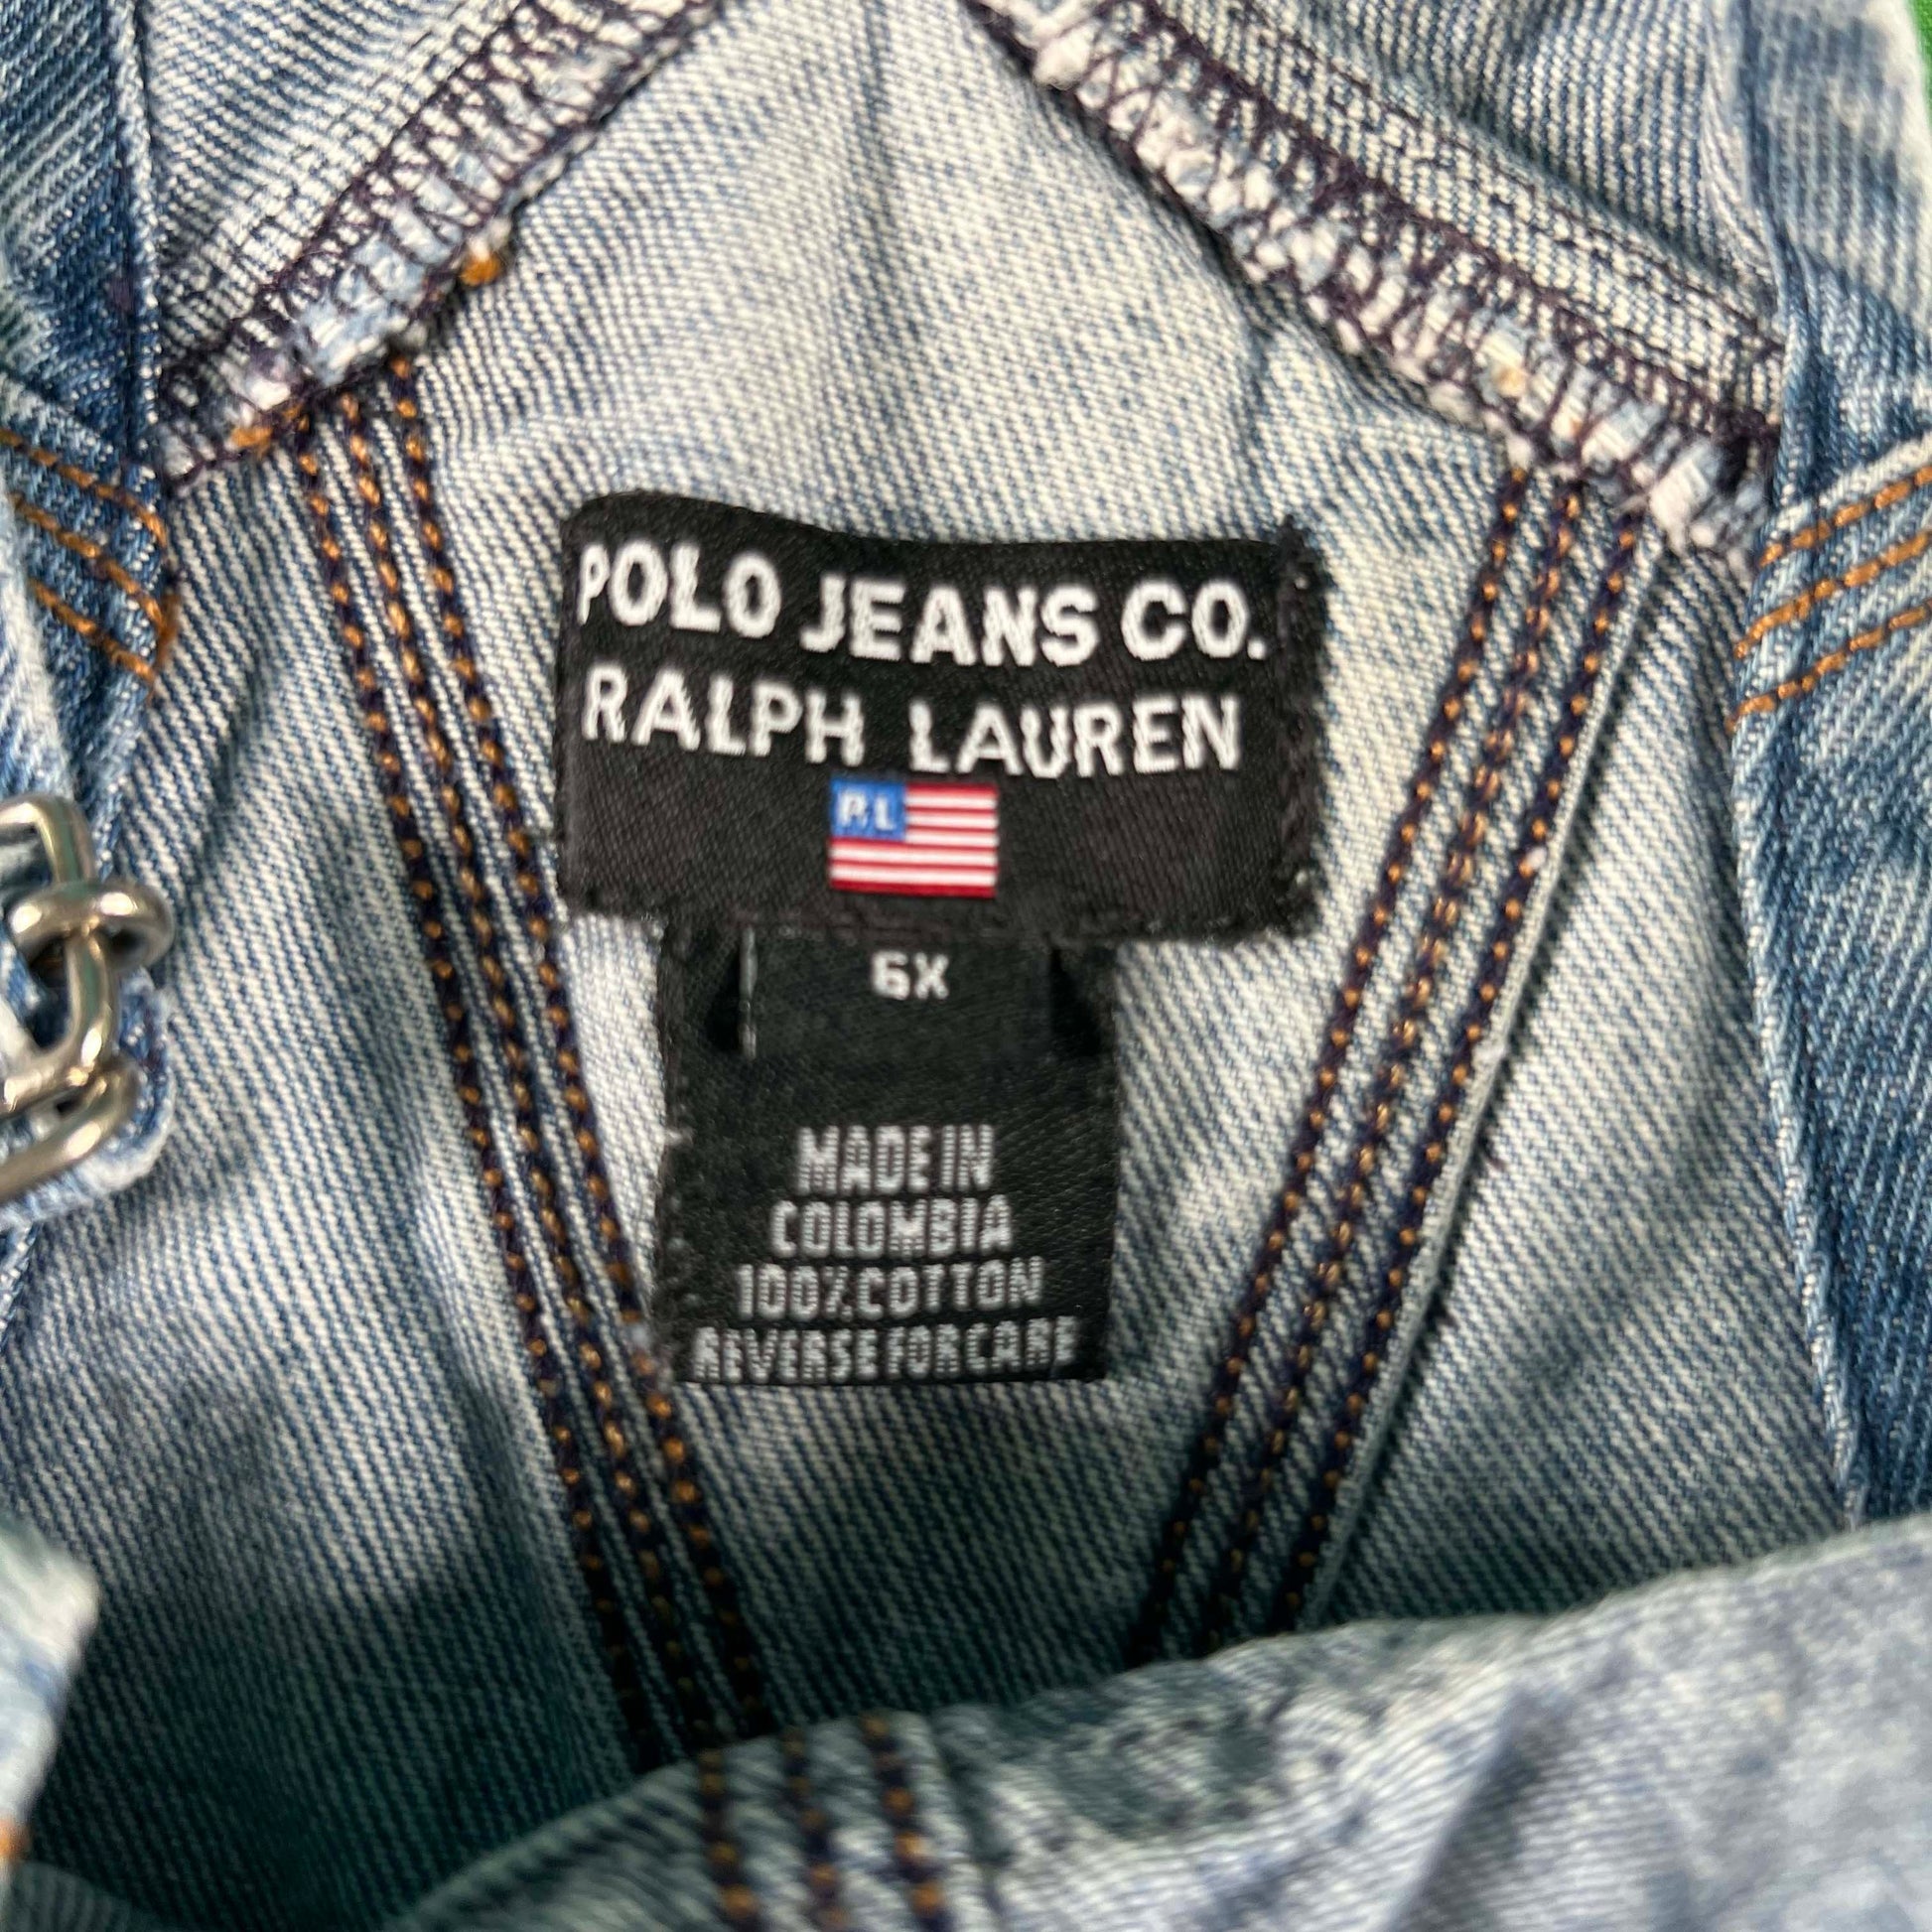 POLO JEANS CO.
RALPH LAUREN
RL
6X
MADE IN
COLOMBIA
100% COTTON
REVERSE FOR CARE